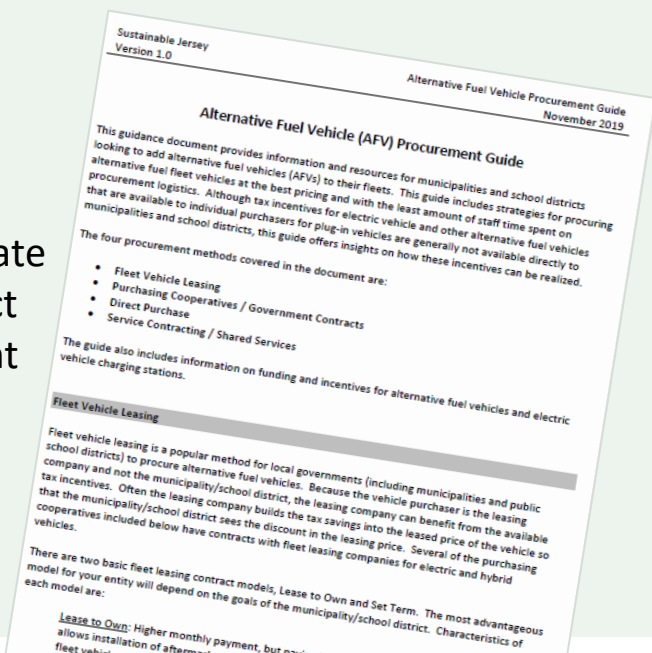 ate
ct
nt
Sustainable Jersey
Version 1.0
Alternative Fuel Vehicle Procurement Guide
November 2019
Alternative Fuel Vehicle (AFV) Procurement Guide
This guidance document provides information and resources for municipalities and school districts
looking to add alternative fuel vehicles (AFVs) to their fleets. This guide includes strategies for procuring
alternative fuel fleet vehicles at the best pricing and with the least amount of staff time spent on
procurement logistics. Although tax incentives for electric vehicle and other alternative fuel vehicles
that are available to individual purchasers for plug-in vehicles are generally not available directly to
municipalities and school districts, this guide offers insights on how these incentives can be realized.
The four procurement methods covered in the document are:
• Fleet Vehicle Leasing
• Purchasing Cooperatives / Government Contracts
• Direct Purchase
• Service Contracting / Shared Services
The guide also includes information on funding and incentives for alternative fuel vehicles and electric
vehicle charging stations.
Fleet Vehicle Leasing
Fleet vehicle leasing is a popular method for local governments (including municipalities and public
school districts) to procure alternative fuel vehicles. Because the vehicle purchaser is the leasing
company and not the municipality/school district, the leasing company can benefit from the available
tax incentives. Often the leasing company builds the tax savings into the leased price of the vehicle so
that the municipality/school district sees the discount in the leasing price. Several of the purchasing
cooperatives included below have contracts with fleet leasing companies for electric and hybrid
vehicles.
There are two basic fleet leasing contract models, Lease to Own and Set Term. The most advantageous
model for your entity will depend on the goals of the municipality/school district. Characteristics of
each model are:
Lease to Own: Higher monthly payment, but
allows installation of
fleet